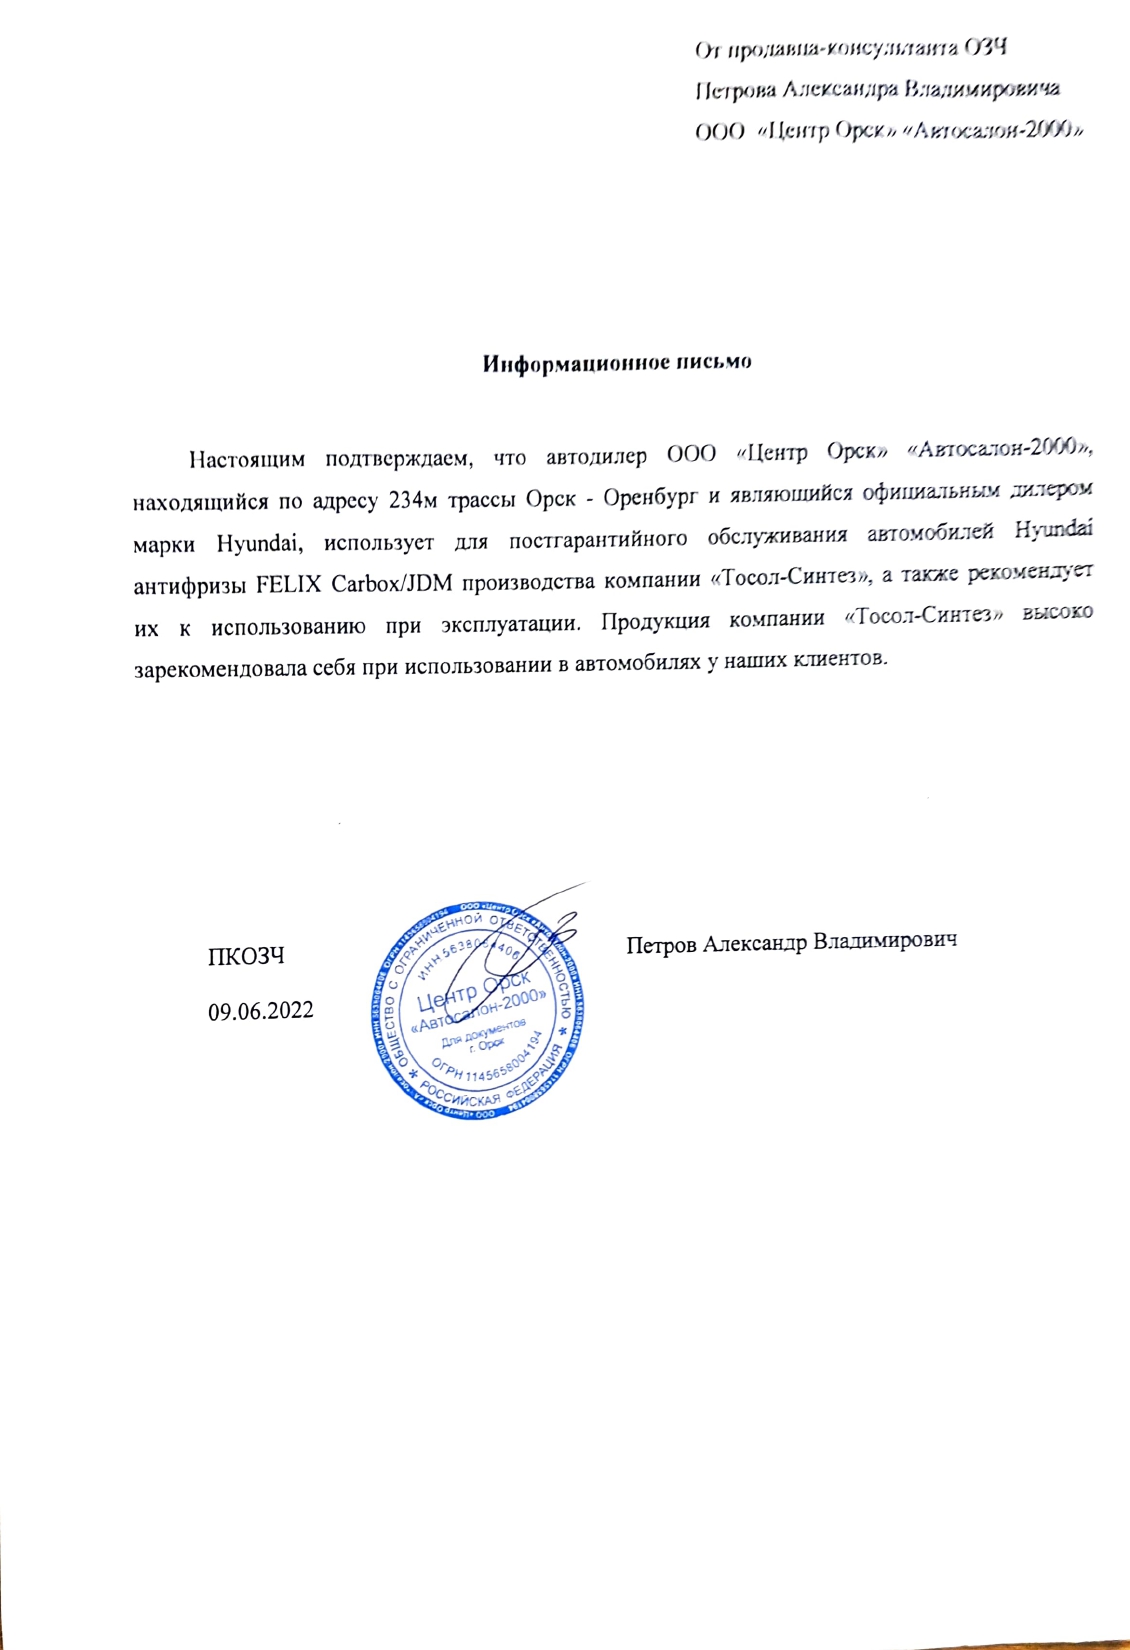 От продавца-консультанта ОЗЧ
Петрова Александра Владимировича
ООО «Центр Орск» «Автосалон-2000»
Информационное письмо
Настоящим подтверждаем, что автодилер ООО «Центр Орск» «Автосалон-2000»,
находящийся по адресу 234м трассы Орск - Оренбург и являющийся официальным дилером
марки Hyundai, использует для постгарантийного обслуживания автомобилей Hyundai
антифризы FELIX Carbox/JDM производства компании «Тосол-Синтез», а также рекомендует
их к использованию при эксплуатации. Продукция компании «Тосол-Синтез» высоко
зарекомендовала себя при использовании в автомобилях у наших клиентов.
ПКОЗЧ
Петров Александр Владимирович
09.06.2022
ОБЩЕСТВО С ОГРАНИЧЕННОЙ ОТВЕТСТВЕННОСТЬЮ
ИНН 5638064406
Центр Орск
«Автосалон-2000»
Для документов
г. Орск
ОГРН 1145658004194
РОССИЙСКАЯ ФЕДЕРАЦИЯ